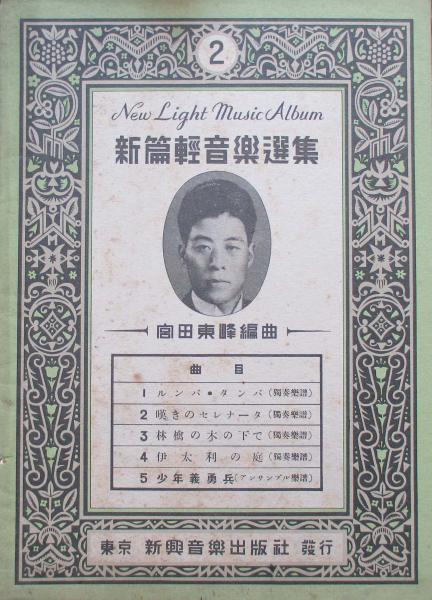 2
New Light Music Album
新篇輕音樂選集
宮田東峰編曲
曲目
1 ルンバ・タンバ(獨奏樂譜)
2 嘆きのセレナータ(獨奏樂譜)
3 林檎の木の下で(獨奏樂譜)
4 伊太利の庭(獨奏樂譜)
5 少年義勇兵(アンサンブル樂譜)
東京 新興音樂出版社 發行